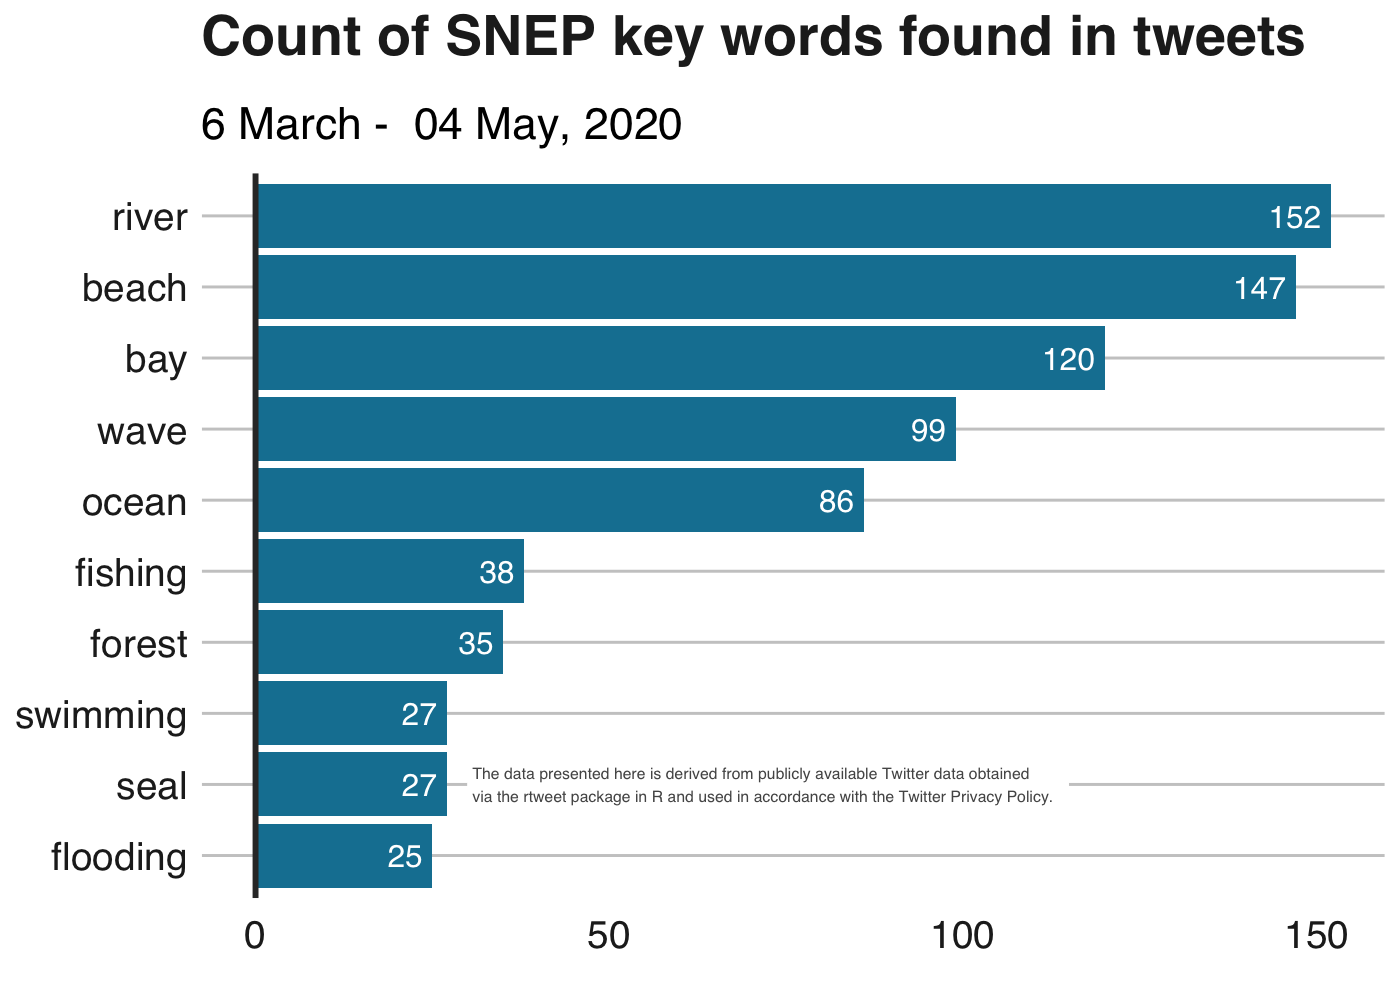 Count of SNEP key words found in tweets
6 March -  04 May, 2020
river 152
beach 147
bay 120
wave 99
ocean 86
fishing 38
forest 35
swimming 27
seal 27
The data presented here is derived from publicly available Twitter data obtained
via the rtweet package in R and used in accordance with the Twitter Privacy Policy.
flooding 25
0 50 100 150